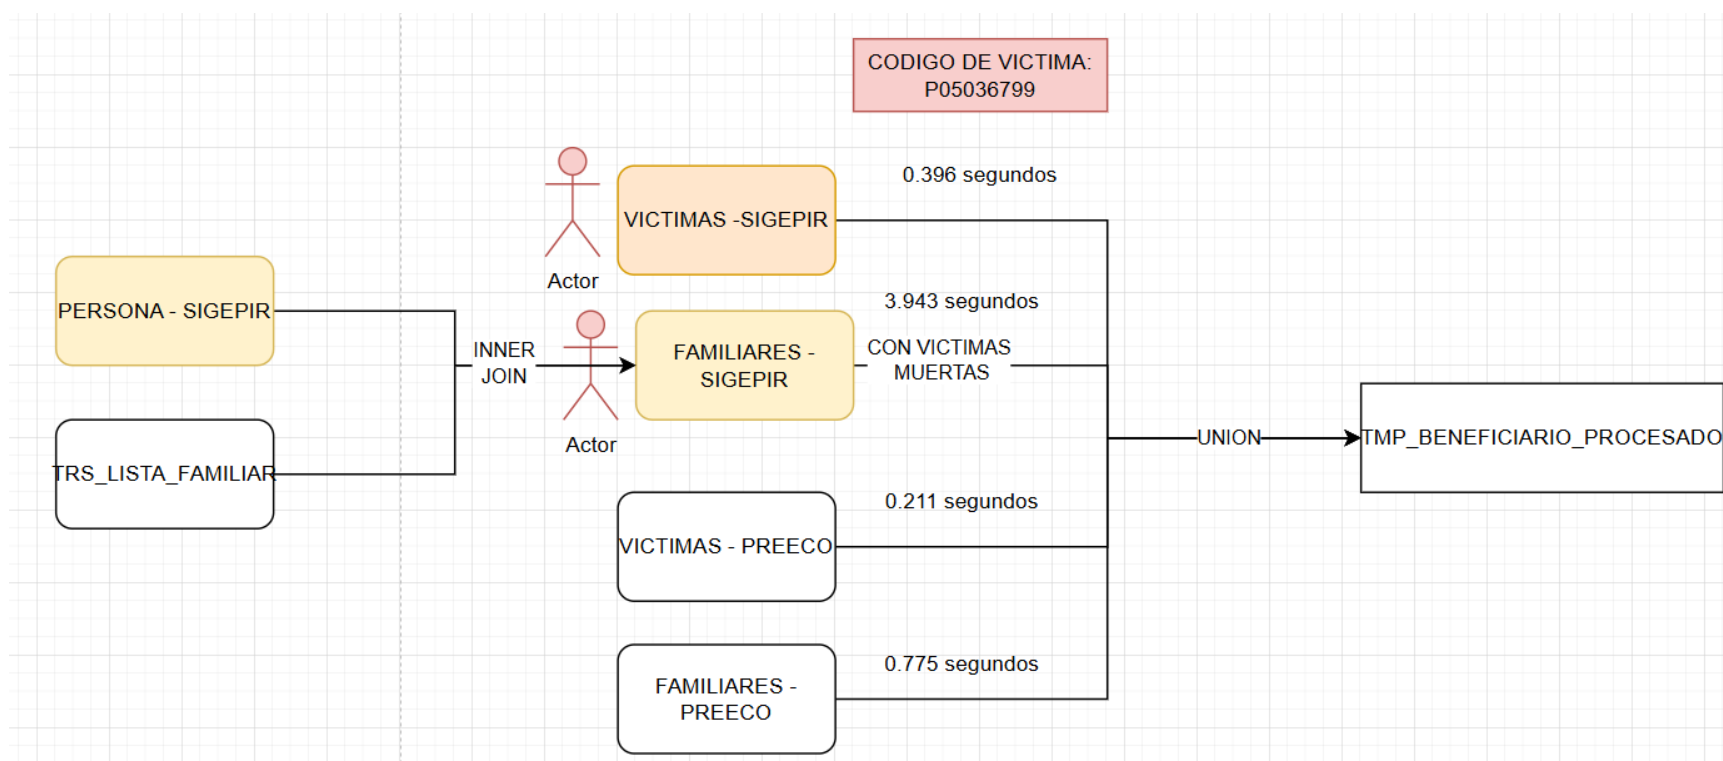 CODIGO DE VICTIMA:
P05036799
0.396 segundos
VICTIMAS -SIGEPIR
Actor
3.943 segundos
PERSONA - SIGEPIR
INNER
JOIN
FAMILIARES -
SIGEPIR
CON VICTIMAS
MUERTAS
Actor
UNION
TMP_BENEFICIARIO_PROCESADO
TRS_LISTA_FAMILIAR
0.211 segundos
VICTIMAS - PREECO
0.775 segundos
FAMILIARES -
PREECO